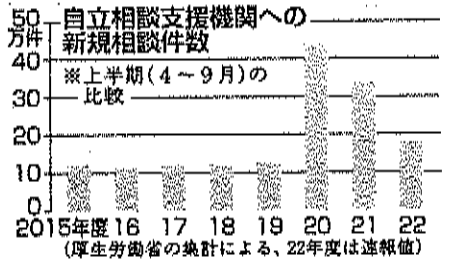 自立相談支援機関への
新規相談件数
※上半期(4〜9月)の
比較
50
万件
40
30
20
10
0
2015年度 16 17 18 19 20 21 22
(厚生労働省の集計による、22年度は速報値)